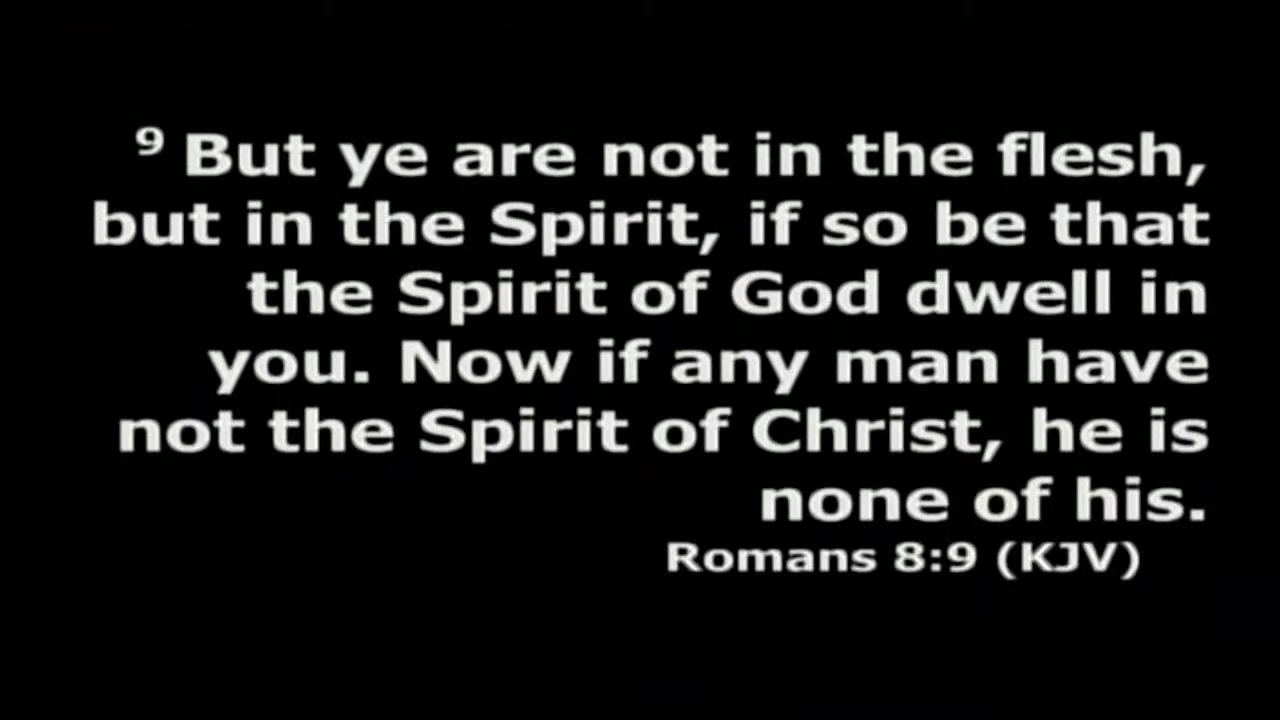 ⁹ But ye are not in the flesh,
but in the Spirit, if so be that
the Spirit of God dwell in
you. Now if any man have
not the Spirit of Christ, he is
none of his.
Romans 8:9 (KJV)